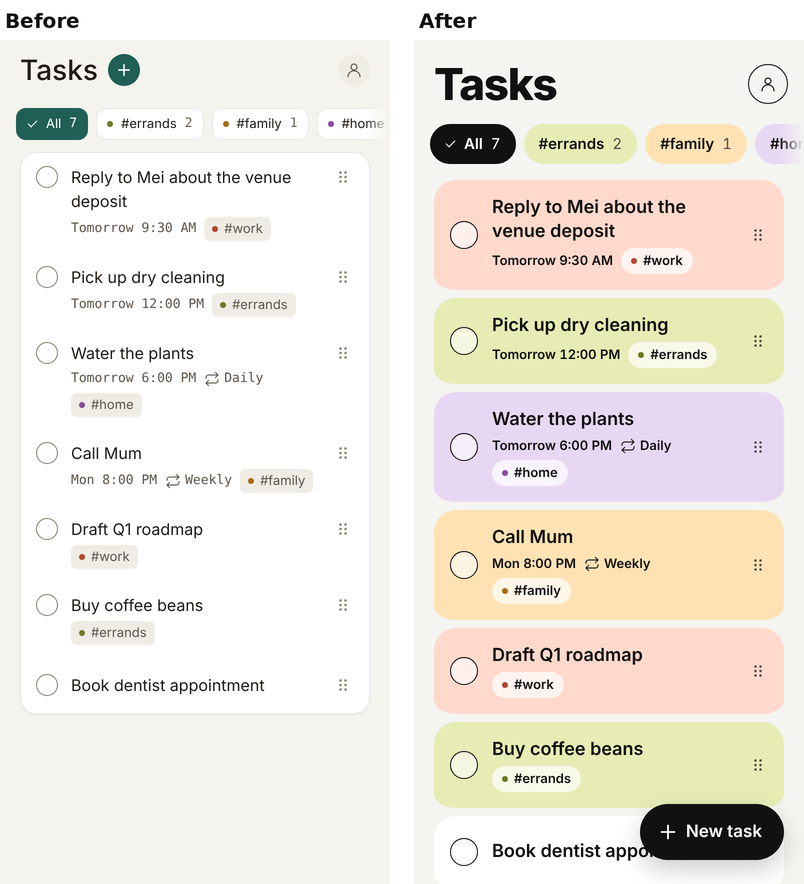 Before
Tasks
All 7
#errands 2
#family 1
#home
Reply to Mei about the venue
deposit
Tomorrow 9:30 AM #work
Pick up dry cleaning
Tomorrow 12:00 PM #errands
Water the plants
Tomorrow 6:00 PM Daily
#home
Call Mum
Mon 8:00 PM Weekly #family
Draft Q1 roadmap
#work
Buy coffee beans
#errands
Book dentist appointment
After
Tasks
All 7
#errands 2
#family 1
Reply to Mei about the
venue deposit
Tomorrow 9:30 AM #work
Pick up dry cleaning
Tomorrow 12:00 PM #errands
Water the plants
Tomorrow 6:00 PM Daily
#home
Call Mum
Mon 8:00 PM Weekly
#family
Draft Q1 roadmap
#work
Buy coffee beans
#errands
Book dentist
New task